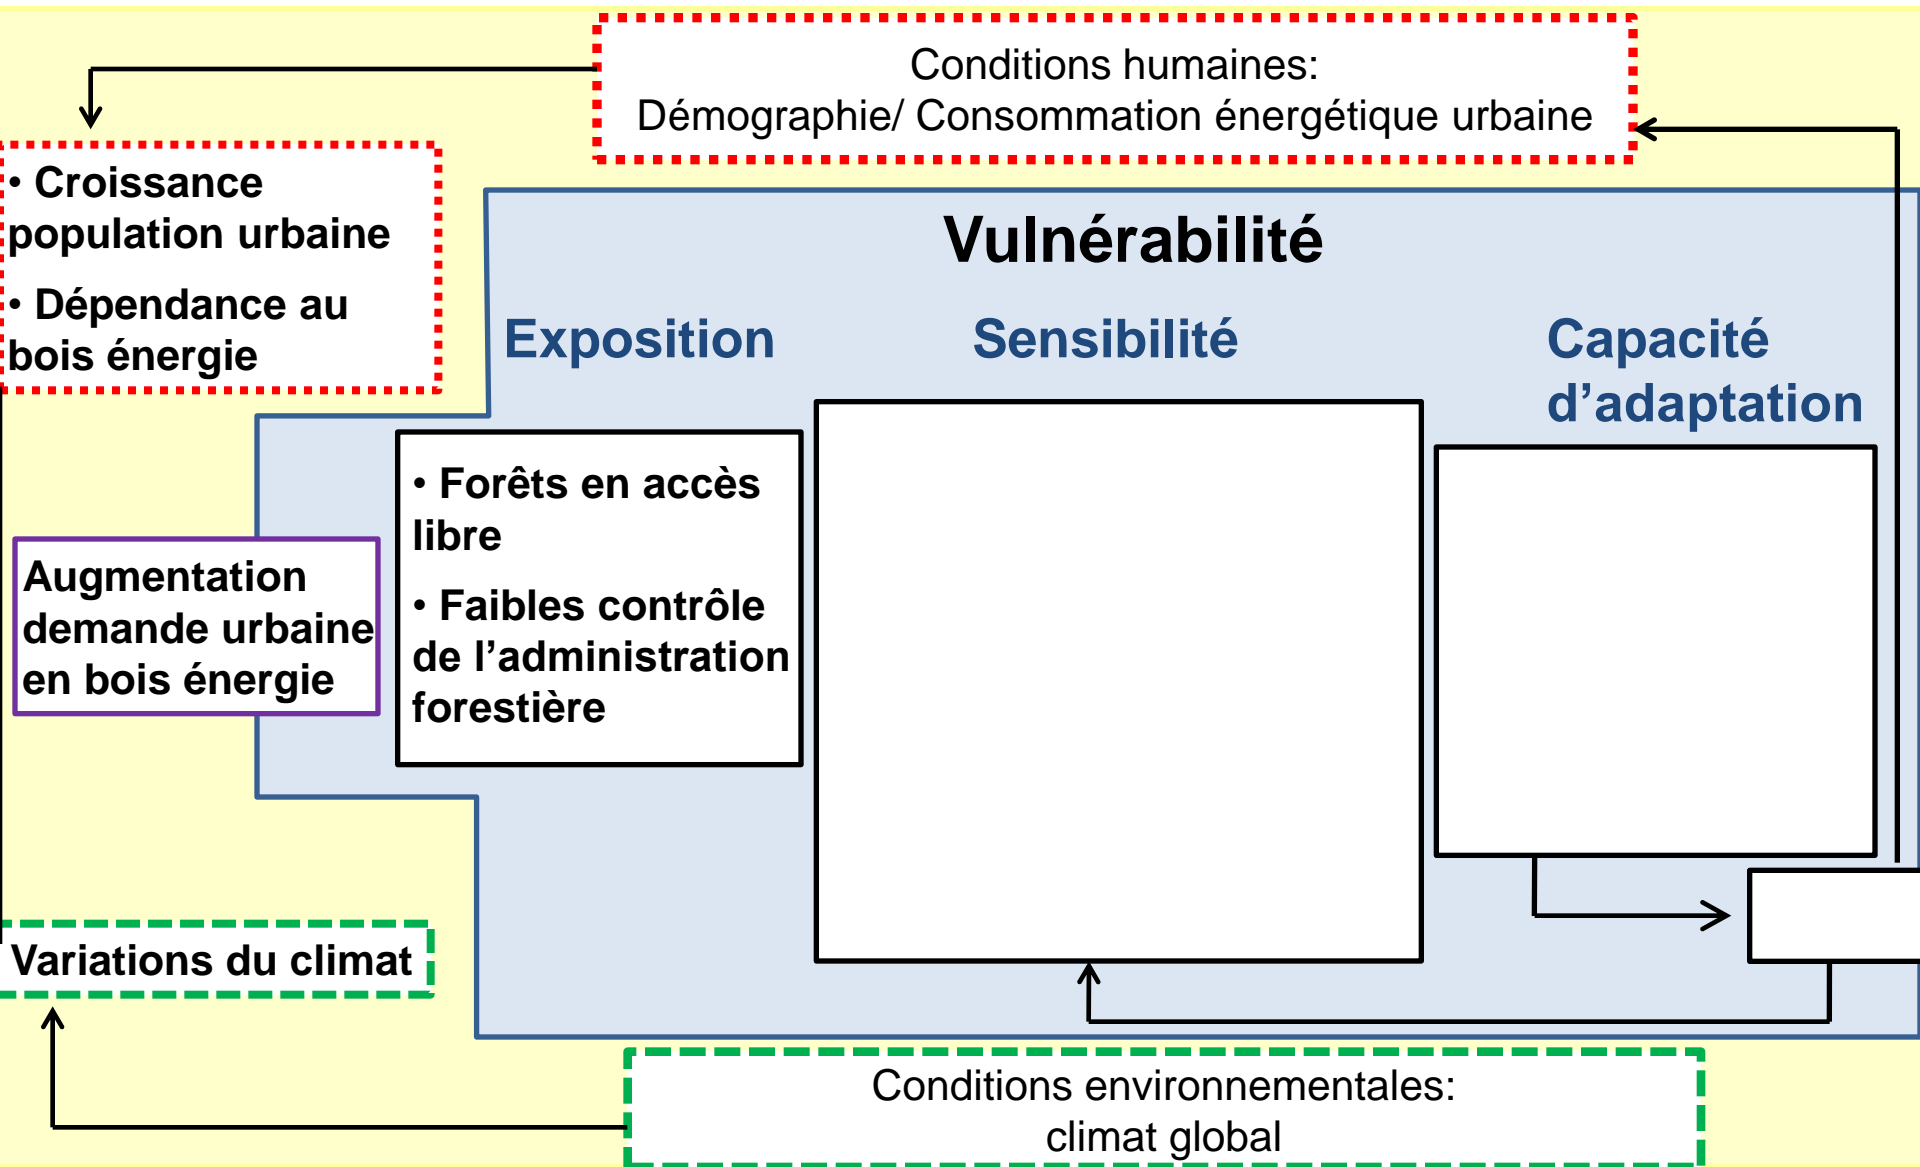 Conditions humaines:
Démographie/ Consommation énergétique urbaine
• Croissance
population urbaine
• Dépendance au
bois énergie
Vulnérabilité
Exposition
Sensibilité
Capacité
d’adaptation
• Forêts en accès
libre
• Faibles contrôle
de l’administration
forestière
Augmentation
demande urbaine
en bois énergie
Variations du climat
Conditions environnementales:
climat global